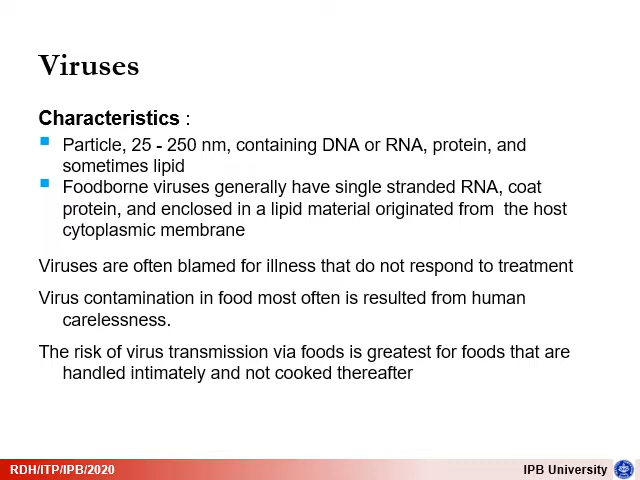 Viruses
Characteristics :
Particle, 25 - 250 nm, containing DNA or RNA, protein, and
sometimes lipid
Foodborne viruses generally have single stranded RNA, coat
protein, and enclosed in a lipid material originated from the host
cytoplasmic membrane
Viruses are often blamed for illness that do not respond to treatment
Virus contamination in food most often is resulted from human
carelessness.
The risk of virus transmission via foods is greatest for foods that are
handled intimately and not cooked thereafter
RDH/ITP/IPB/2020
IPB University